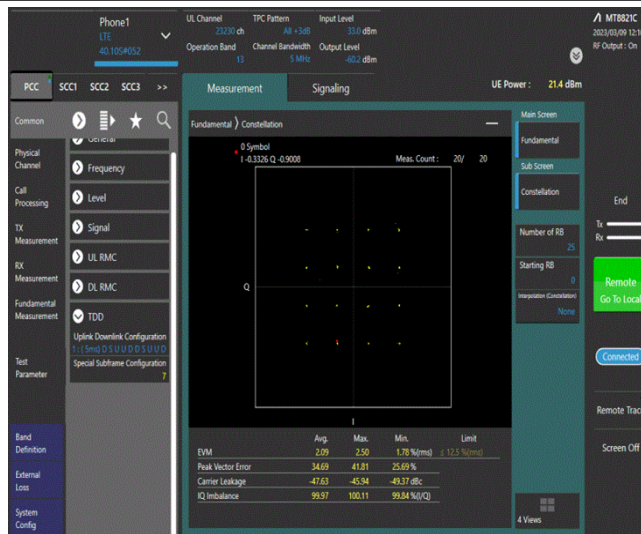 Phone1
LTE
40.105#052
UL Channel
23230 ch
TPC Pattern
All +3dB
Input Level
33.0 dBm
Operation Band
13
Channel Bandwidth
5 MHz
Output Level
-60.2 dBm
MT8821C
2023/03/09 12:1
RF Output : On
PCC
SCC1
SCC2
SCC3
>>
Measurement
Signaling
UE Power :
21.4 dBm
Common
General
Physical
Channel
Frequency
Call
Processing
Level
TX
Measurement
Signal
RX
Measurement
UL RMC
DL RMC
Fundamental
Measurement
TDD
Uplink Downlink Configuration
1 : ( 5ms) D S U U D D S U U D
Special Subframe Configuration
7
Test
Parameter
Band
Definition
External
Loss
System
Config
Fundamental ⟩ Constellation
0 Symbol
I -0.3326 Q -0.9008
Meas. Count : 20/ 20
Q
I
Avg. Max. Min. Limit
EVM 2.09 2.50 1.78 %(rms) ≤ 12.5 %(rms)
Peak Vector Error 34.69 41.81 25.69 %
Carrier Leakage -47.63 -45.94 -49.37 dBc
IQ Imbalance 99.97 100.11 99.84 %(I/Q)
Main Screen
Fundamental
Sub Screen
Constellation
Number of RB
25
Starting RB
0
Interpolation (Constellation)
None
4 Views
End
Tx
Rx
Remote
Go To Local
Connected
Remote Trac
Screen Off